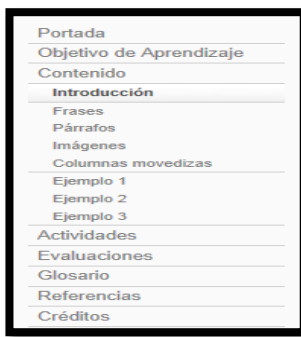 Portada
Objetivo de Aprendizaje
Contenido
Introducción
Frases
Párrafos
Imágenes
Columnas movedizas
Ejemplo 1
Ejemplo 2
Ejemplo 3
Actividades
Evaluaciones
Glosario
Referencias
Créditos